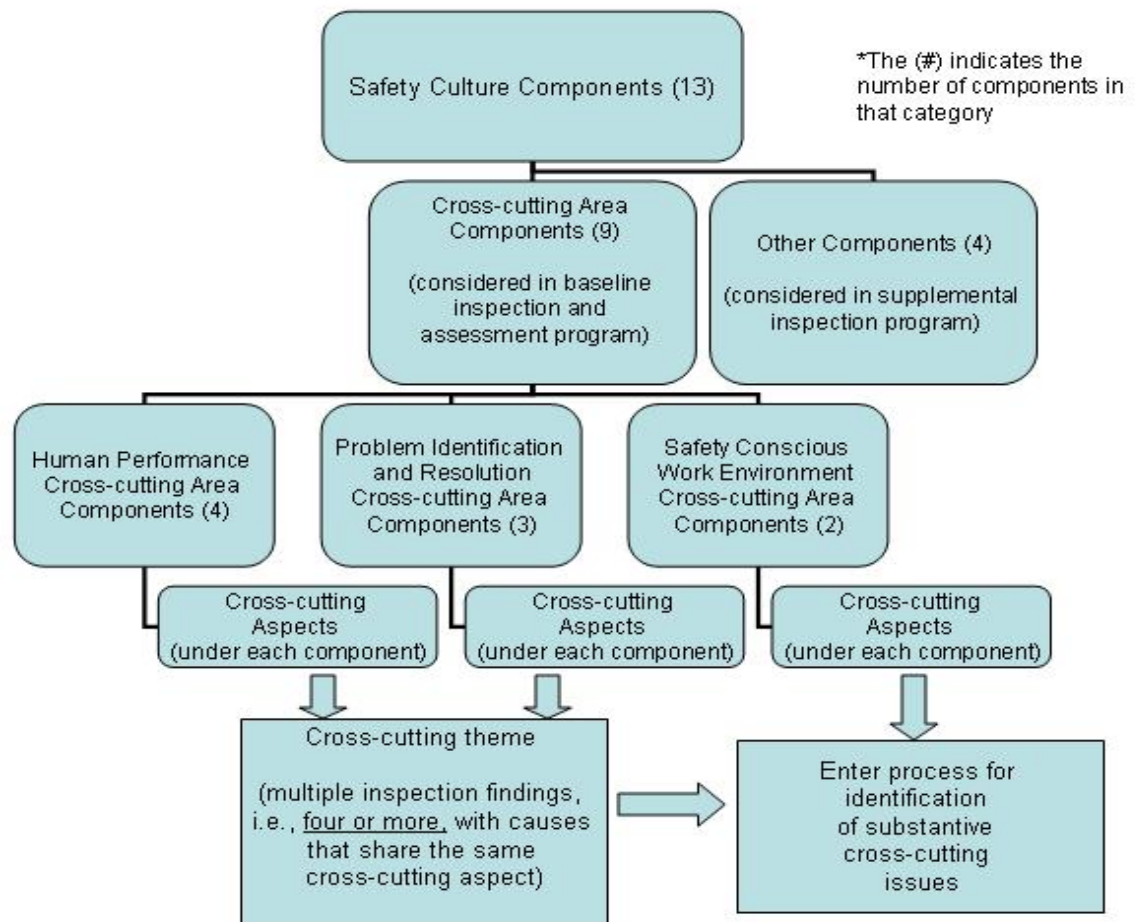 Safety Culture Components (13)
*The (#) indicates the
number of components in
that category
Cross-cutting Area
Components (9)
(considered in baseline
inspection and
assessment program)
Other Components (4)
(considered in supplemental
inspection program)
Human Performance
Cross-cutting Area
Components (4)
Problem Identification
and Resolution
Cross-cutting Area
Components (3)
Safety Conscious
Work Environment
Cross-cutting Area
Components (2)
Cross-cutting
Aspects
(under each component)
Cross-cutting
Aspects
(under each component)
Cross-cutting
Aspects
(under each component)
Cross-cutting theme
(multiple inspection findings,
i.e., four or more, with causes
that share the same
cross-cutting aspect)
Enter process for
identification
of substantive
cross-cutting
issues